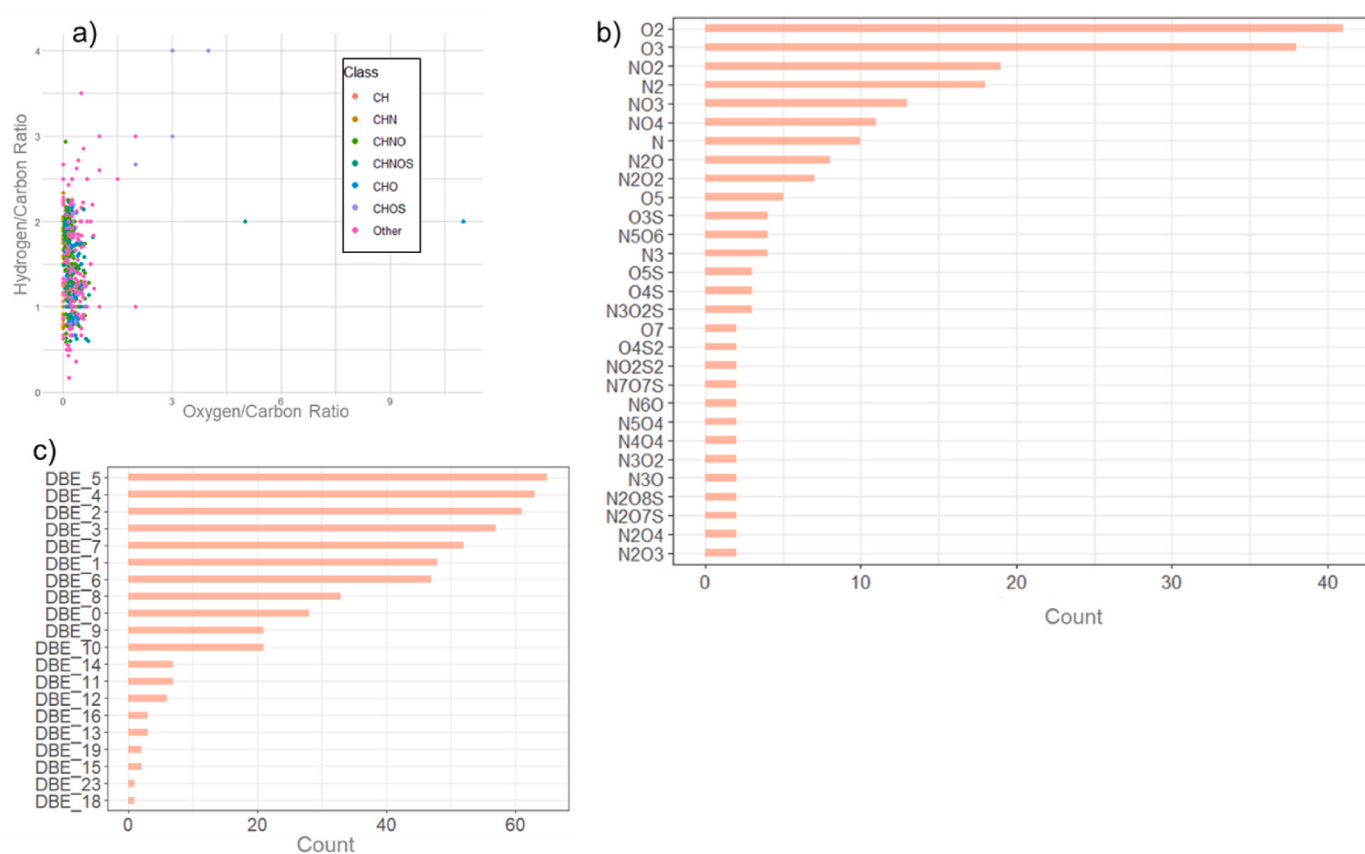 a)
Hydrogen/Carbon Ratio
4
3
2
1
0
Class
CH
CHN
CHNO
CHNOS
CHO
CHOS
Other
0
3
6
9
Oxygen/Carbon Ratio
b)
O2
O3
NO2
N2
NO3
NO4
N
N2O
N2O2
O5
O3S
N5O6
N3
O5S
O4S
N3O2S
O7
O4S2
NO2S2
N7O7S
N6O
N5O4
N4O4
N3O2
N3O
N2O8S
N2O7S
N2O4
N2O3
0
10
20
30
40
Count
c)
DBE_5
DBE_4
DBE_2
DBE_3
DBE_7
DBE_1
DBE_6
DBE_8
DBE_0
DBE_9
DBE_10
DBE_14
DBE_11
DBE_12
DBE_16
DBE_13
DBE_19
DBE_15
DBE_23
DBE_18
0
20
40
60
Count